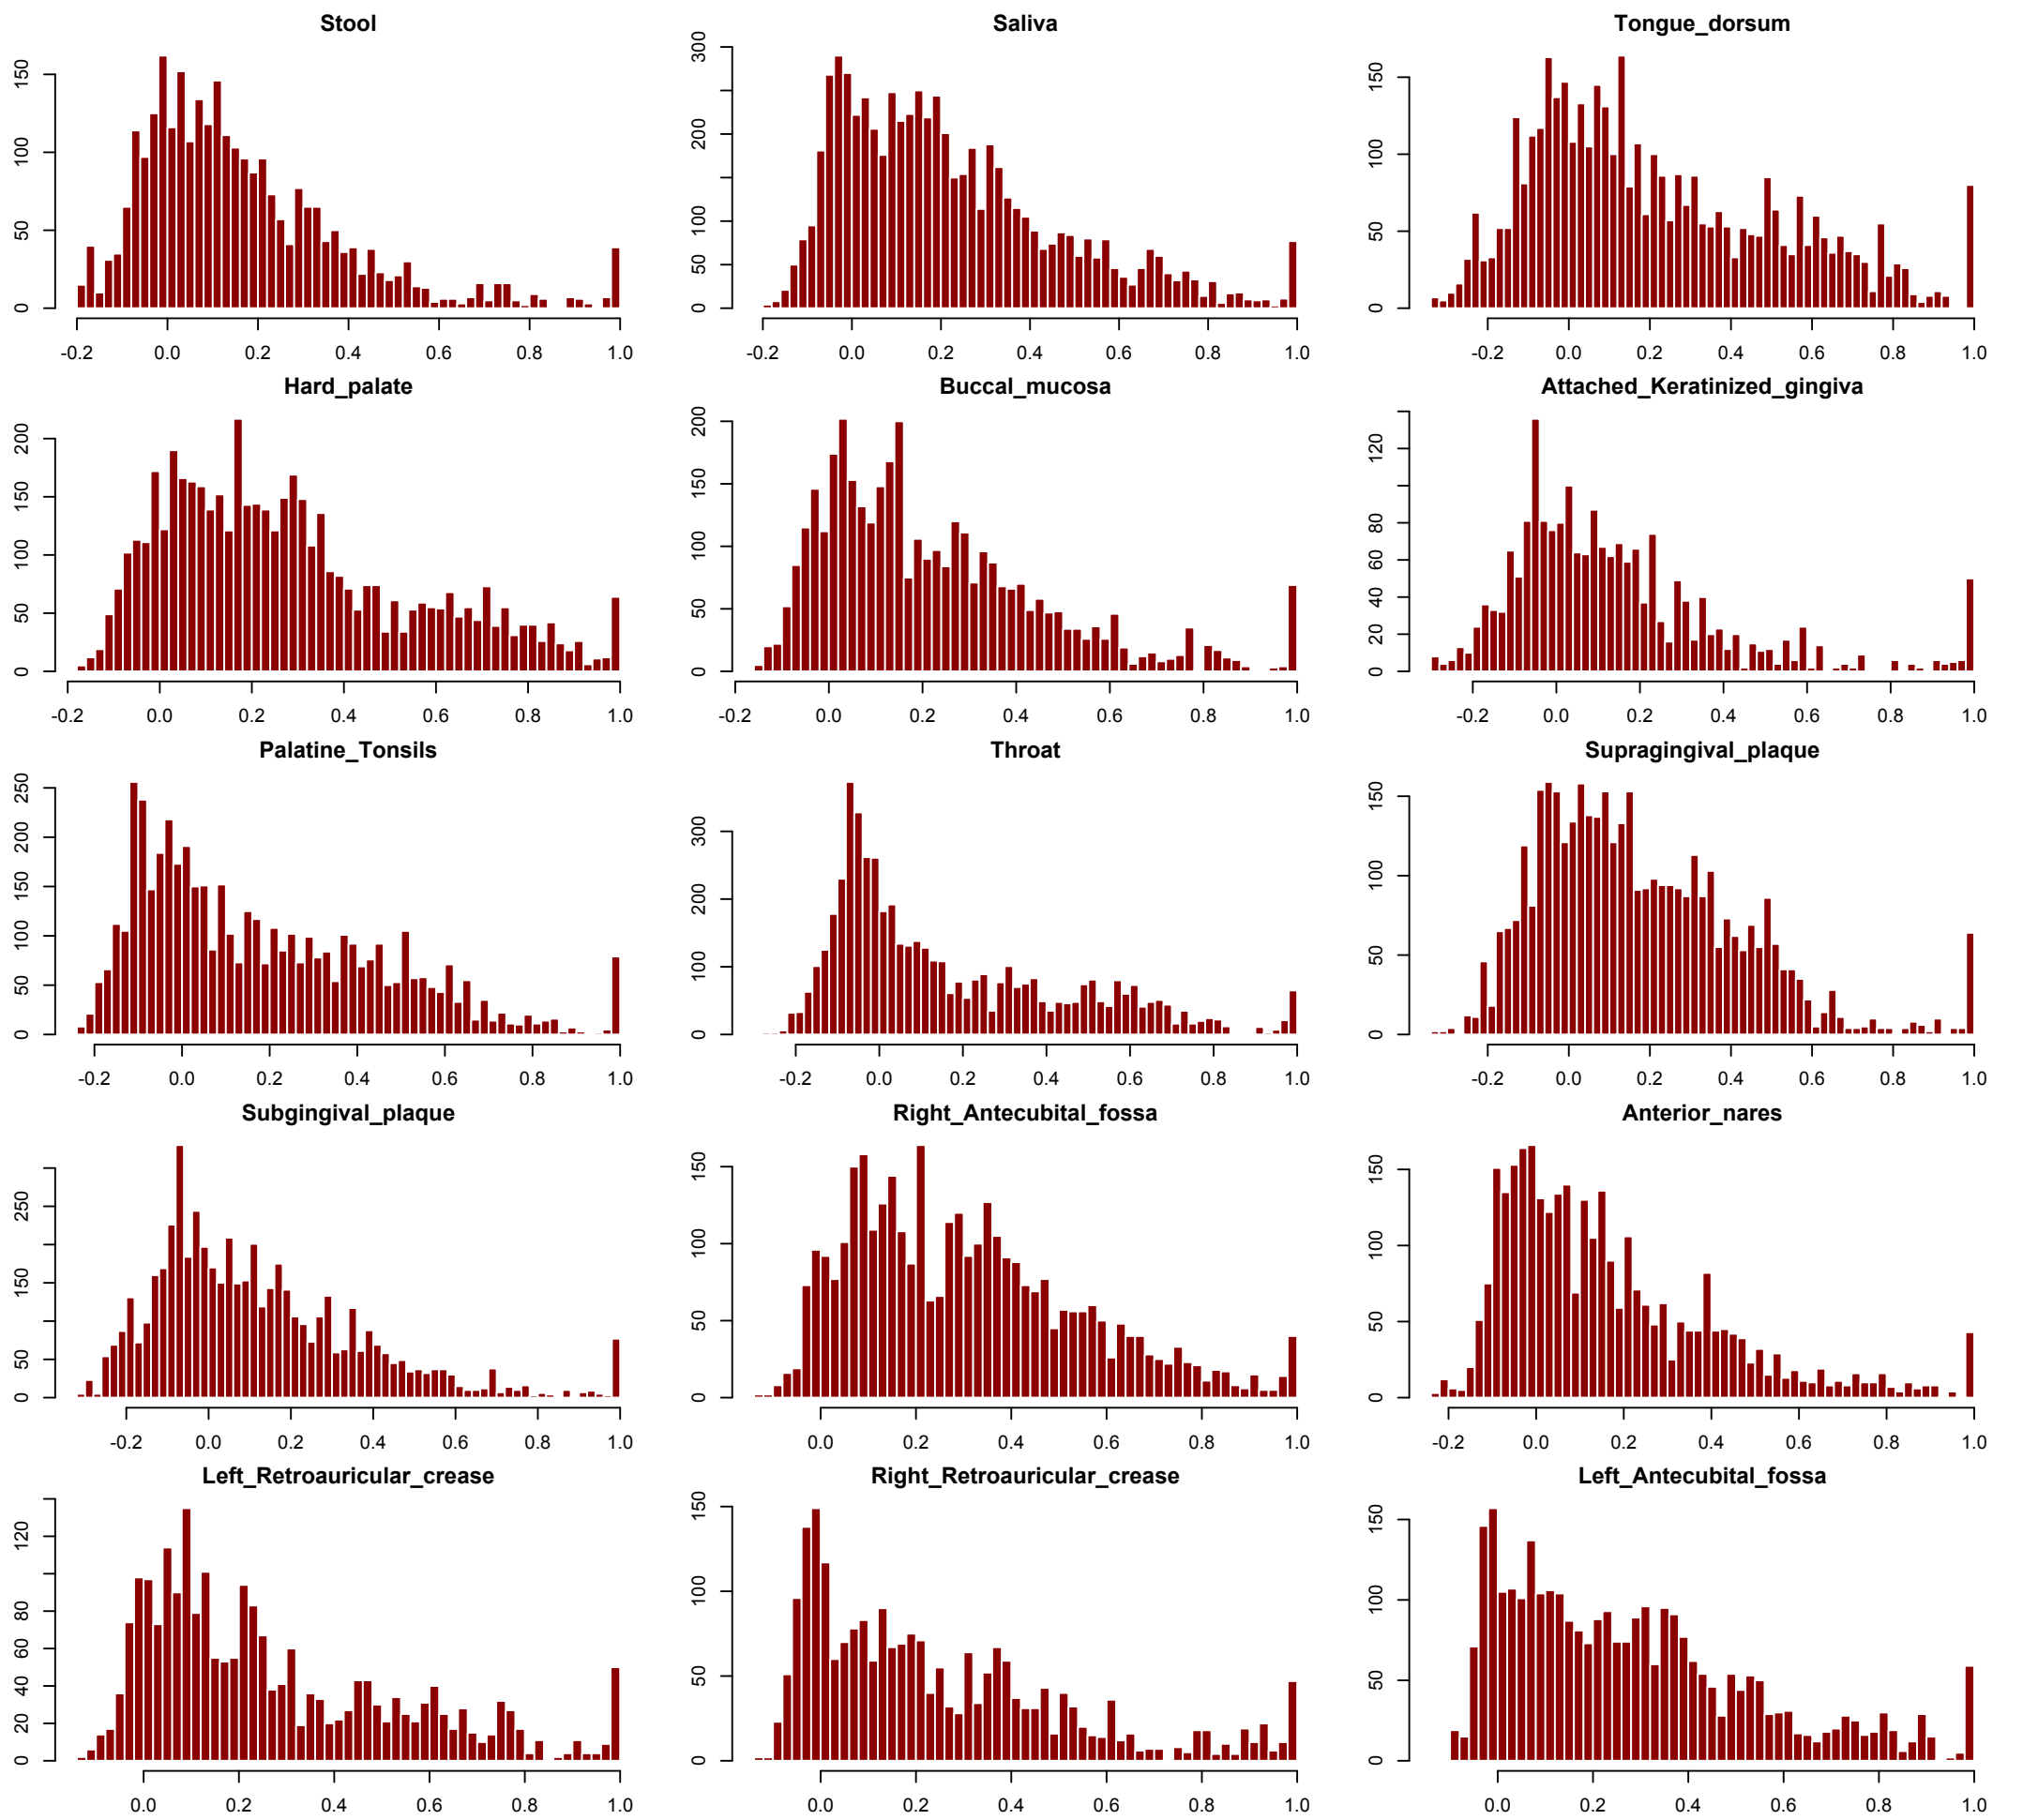 Stool
150
100
50
0
-0.2 0.0 0.2 0.4 0.6 0.8 1.0
Saliva
300
200
100
50
0
-0.2 0.0 0.2 0.4 0.6 0.8 1.0
Tongue_dorsum
150
100
50
0
-0.2 0.0 0.2 0.4 0.6 0.8 1.0
Hard_palate
200
150
100
50
0
-0.2 0.0 0.2 0.4 0.6 0.8 1.0
Buccal_mucosa
200
150
100
50
0
-0.2 0.0 0.2 0.4 0.6 0.8 1.0
Attached_Keratinized_gingiva
120
80
60
40
20
0
-0.2 0.0 0.2 0.4 0.6 0.8 1.0
Palatine_Tonsils
250
200
150
100
50
0
-0.2 0.0 0.2 0.4 0.6 0.8 1.0
Throat
300
200
100
0
-0.2 0.0 0.2 0.4 0.6 0.8 1.0
Supragingival_plaque
150
100
50
0
-0.2 0.0 0.2 0.4 0.6 0.8 1.0
Subgingival_plaque
250
150
50
0
-0.2 0.0 0.2 0.4 0.6 0.8 1.0
Right_Antecubital_fossa
150
100
50
0
0.0 0.2 0.4 0.6 0.8 1.0
Anterior_nares
150
100
50
0
-0.2 0.0 0.2 0.4 0.6 0.8 1.0
Left_Retroauricular_crease
120
80
60
40
20
0
0.0 0.2 0.4 0.6 0.8 1.0
Right_Retroauricular_crease
150
100
50
0
0.0 0.2 0.4 0.6 0.8 1.0
Left_Antecubital_fossa
150
100
50
0
0.0 0.2 0.4 0.6 0.8 1.0